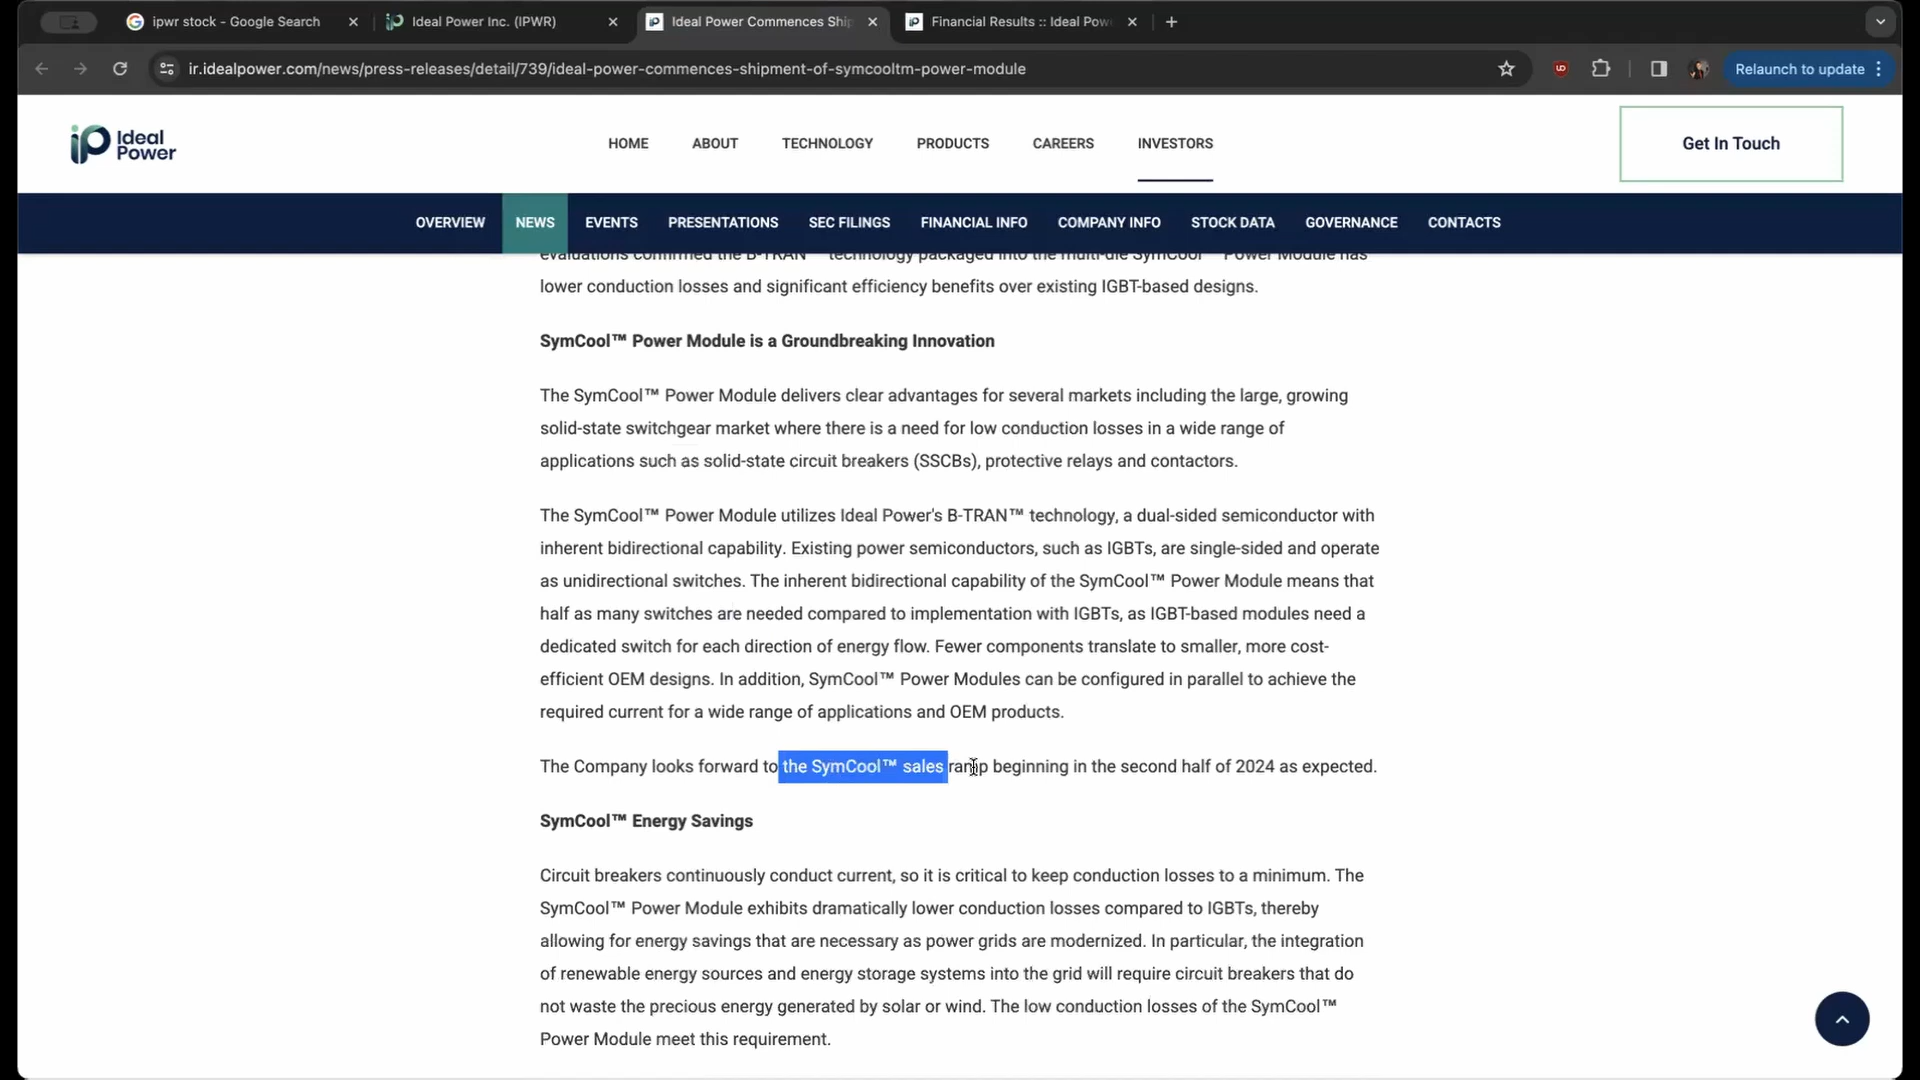 ipwr stock - Google Search
Ideal Power Inc. (IPWR)
Ideal Power Commences Ship
Financial Results :: Ideal Pow
ir.idealpower.com/news/press-releases/detail/739/ideal-power-commences-shipment-of-symcooltm-power-module
Relaunch to update
Ideal
Power
HOME
ABOUT
TECHNOLOGY
PRODUCTS
CAREERS
INVESTORS
Get In Touch
OVERVIEW
NEWS
EVENTS
PRESENTATIONS
SEC FILINGS
FINANCIAL INFO
COMPANY INFO
STOCK DATA
GOVERNANCE
CONTACTS
evaluations confirmed the B-TRAN™ technology packaged into the multi-die SymCool™ Power Module has
lower conduction losses and significant efficiency benefits over existing IGBT-based designs.
SymCool™ Power Module is a Groundbreaking Innovation
The SymCool™ Power Module delivers clear advantages for several markets including the large, growing
solid-state switchgear market where there is a need for low conduction losses in a wide range of
applications such as solid-state circuit breakers (SSCBs), protective relays and contactors.
The SymCool™ Power Module utilizes Ideal Power's B-TRAN™ technology, a dual-sided semiconductor with
inherent bidirectional capability. Existing power semiconductors, such as IGBTs, are single-sided and operate
as unidirectional switches. The inherent bidirectional capability of the SymCool™ Power Module means that
half as many switches are needed compared to implementation with IGBTs, as IGBT-based modules need a
dedicated switch for each direction of energy flow. Fewer components translate to smaller, more cost-
efficient OEM designs. In addition, SymCool™ Power Modules can be configured in parallel to achieve the
required current for a wide range of applications and OEM products.
The Company looks forward to the SymCool™ sales ramp beginning in the second half of 2024 as expected.
SymCool™ Energy Savings
Circuit breakers continuously conduct current, so it is critical to keep conduction losses to a minimum. The
SymCool™ Power Module exhibits dramatically lower conduction losses compared to IGBTs, thereby
allowing for energy savings that are necessary as power grids are modernized. In particular, the integration
of renewable energy sources and energy storage systems into the grid will require circuit breakers that do
not waste the precious energy generated by solar or wind. The low conduction losses of the SymCool™
Power Module meet this requirement.